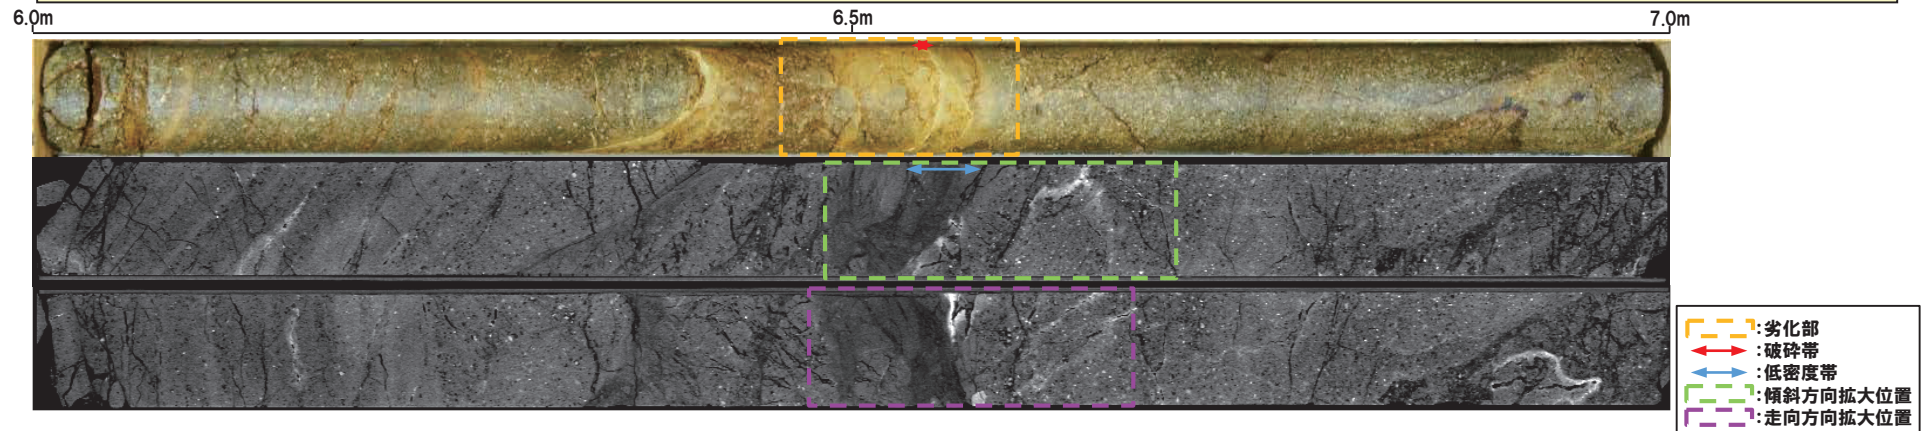 6.0m 6.5m 7.0m
:劣化部
:破砕帯
:低密度帯
:傾斜方向拡大位置
:走向方向拡大位置